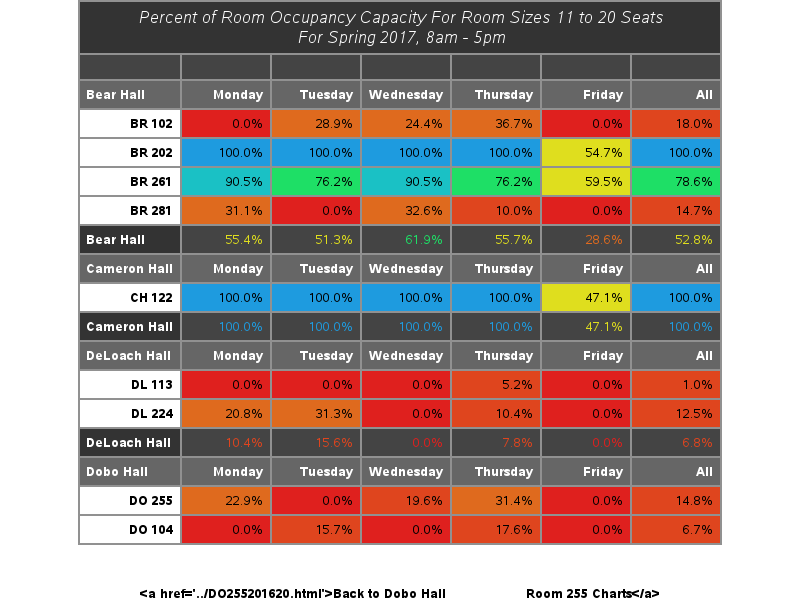 Percent of Room Occupancy Capacity For Room Sizes 11 to 20 Seats
For Spring 2017, 8am - 5pm
Bear Hall Monday Tuesday Wednesday Thursday Friday All
BR 102 0.0% 28.9% 24.4% 36.7% 0.0% 18.0%
BR 202 100.0% 100.0% 100.0% 100.0% 54.7% 100.0%
BR 261 90.5% 76.2% 90.5% 76.2% 59.5% 78.6%
BR 281 31.1% 0.0% 32.6% 10.0% 0.0% 14.7%
Bear Hall 55.4% 51.3% 61.9% 55.7% 28.6% 52.8%
Cameron Hall Monday Tuesday Wednesday Thursday Friday All
CH 122 100.0% 100.0% 100.0% 100.0% 47.1% 100.0%
Cameron Hall 100.0% 100.0% 100.0% 100.0% 47.1% 100.0%
DeLoach Hall Monday Tuesday Wednesday Thursday Friday All
DL 113 0.0% 0.0% 0.0% 5.2% 0.0% 1.0%
DL 224 20.8% 31.3% 0.0% 10.4% 0.0% 12.5%
DeLoach Hall 10.4% 15.6% 0.0% 7.8% 0.0% 6.8%
Dobo Hall Monday Tuesday Wednesday Thursday Friday All
DO 255 22.9% 0.0% 19.6% 31.4% 0.0% 14.8%
DO 104 0.0% 15.7% 0.0% 17.6% 0.0% 6.7%
<a href='../DO255201620.html'>Back to Dobo Hall Room 255 Charts</a>